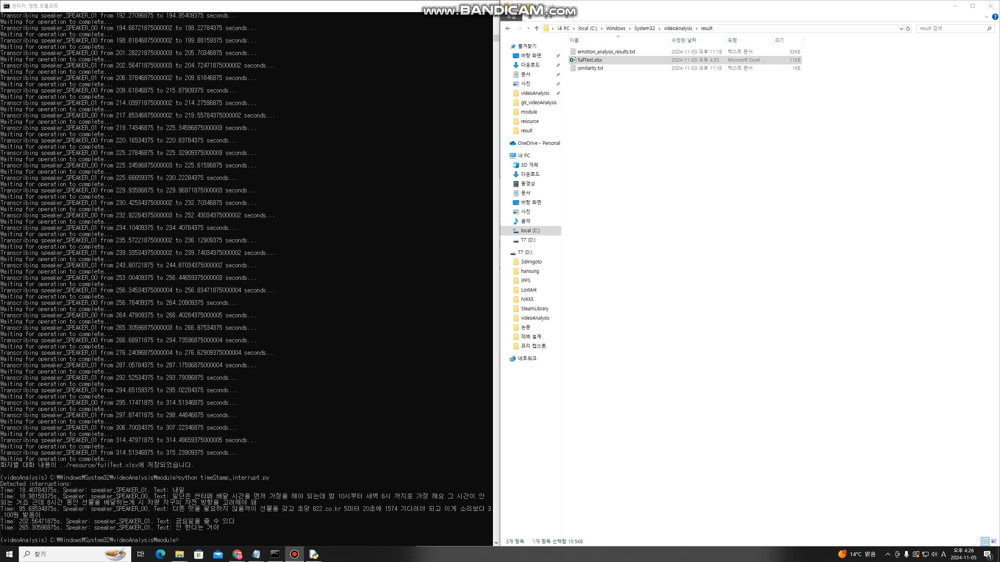 관리자: 명령 프롬프트
www.BANDICAM.com
Transcribing speaker_SPEAKER_01 from 192.27096875 to 194.95409375 seconds...
Waiting for operation to complete...
Transcribing speaker_SPEAKER_00 from 194.66721875000002 to 198.22784375 seconds...
Waiting for operation to complete...
Transcribing speaker_SPEAKER_00 from 198.81846875000002 to 199.88159375 seconds...
Waiting for operation to complete...
Transcribing speaker_SPEAKER_00 from 201.28221875000003 to 205.70346875 seconds...
Waiting for operation to complete...
Transcribing speaker_SPEAKER_01 from 202.56471875000003 to 204.72471875000002 seconds...
Waiting for operation to complete...
Transcribing speaker_SPEAKER_01 from 206.37846875000002 to 209.61846875 seconds...
Waiting for operation to complete...
Transcribing speaker_SPEAKER_00 from 209.61846875 to 215.87909375 seconds...
Waiting for operation to complete...
Transcribing speaker_SPEAKER_01 from 214.03971875000002 to 214.27596875 seconds...
Waiting for operation to complete...
Transcribing speaker_SPEAKER_00 from 217.85346875000002 to 219.55784375000002 seconds...
Waiting for operation to complete...
Transcribing speaker_SPEAKER_01 from 219.74346875 to 225.34596875000003 seconds...
Waiting for operation to complete...
Transcribing speaker_SPEAKER_00 from 220.16534375 to 220.63784375 seconds...
Waiting for operation to complete...
Transcribing speaker_SPEAKER_00 from 225.27846875 to 225.32909375000003 seconds...
Waiting for operation to complete...
Transcribing speaker_SPEAKER_00 from 225.34596875000003 to 225.61596875 seconds...
Waiting for operation to complete...
Transcribing speaker_SPEAKER_01 from 225.66659375 to 230.22284375 seconds...
Waiting for operation to complete...
Transcribing speaker_SPEAKER_00 from 229.93596875 to 229.96971875000003 seconds...
Waiting for operation to complete...
Transcribing speaker_SPEAKER_01 from 230.42534375000002 to 232.70346875 seconds...
Waiting for operation to complete...
Transcribing speaker_SPEAKER_00 from 232.92284375000003 to 252.43034375000002 seconds...
Waiting for operation to complete...
Transcribing speaker_SPEAKER_01 from 234.10409375 to 234.40784375 seconds...
Waiting for operation to complete...
Transcribing speaker_SPEAKER_01 from 235.57221875000002 to 236.12909375 seconds...
Waiting for operation to complete...
Transcribing speaker_SPEAKER_01 from 239.33534375000002 to 239.74034375000002 seconds...
Waiting for operation to complete...
Transcribing speaker_SPEAKER_01 from 243.80721875 to 244.87034375000002 seconds...
Waiting for operation to complete...
Transcribing speaker_SPEAKER_00 from 253.00409375 to 256.44659375000003 seconds...
Waiting for operation to complete...
Transcribing speaker_SPEAKER_01 from 256.34534375000004 to 256.83471875000004 seconds...
Waiting for operation to complete...
Transcribing speaker_SPEAKER_00 from 256.78409375 to 264.20909375 seconds...
Waiting for operation to complete...
Transcribing speaker_SPEAKER_00 from 264.47909375 to 266.40284375000005 seconds...
Waiting for operation to complete...
Transcribing speaker_SPEAKER_01 from 265.30596875000003 to 266.87534375 seconds...
Waiting for operation to complete...
Transcribing speaker_SPEAKER_00 from 266.68971875 to 294.73596875000004 seconds...
Waiting for operation to complete...
Transcribing speaker_SPEAKER_01 from 276.24096875000004 to 276.62909375000004 seconds...
Waiting for operation to complete...
Transcribing speaker_SPEAKER_01 from 287.05784375 to 287.17596875000004 seconds...
Waiting for operation to complete...
Transcribing speaker_SPEAKER_01 from 292.52534375 to 293.79096875 seconds...
Waiting for operation to complete...
Transcribing speaker_SPEAKER_01 from 294.65159375 to 295.02284375 seconds...
Waiting for operation to complete...
Transcribing speaker_SPEAKER_00 from 295.17471875 to 314.51346875 seconds...
Waiting for operation to complete...
Transcribing speaker_SPEAKER_01 from 297.87471875 to 298.44846875 seconds...
Waiting for operation to complete...
Transcribing speaker_SPEAKER_01 from 306.70034375 to 307.22346875 seconds...
Waiting for operation to complete...
Transcribing speaker_SPEAKER_01 from 314.47971875 to 314.49659375000005 seconds...
Waiting for operation to complete...
Transcribing speaker_SPEAKER_01 from 314.51346875 to 315.23909375 seconds...
Waiting for operation to complete...
화자별 대화 내용이 ../resource/fullText.xlsx에 저장되었습니다.
(videoAnalysis) C:₩Windows₩System32₩videoAnalysis₩module>python timeStamp_interrupt.py
Detected interruptions:
Time: 18.40784375s, Speaker: speaker_SPEAKER_01, Text: 내일
Time: 18.98159375s, Speaker: speaker_SPEAKER_00, Text: 일단은 싼타페 배달 시간을 먼저 가정을 해야 되는데 밤 10시부터 새벽 6시 까지로 가정 해요 그 시간이 안
되는 거죠 근데 8시간 동안 선물을 배달하는게 시 차량 지구의 자전 방향을 고려해야 돼
Time: 95.69534375s, Speaker: speaker_SPEAKER_00, Text: 다른 맛을 필요하지 않을까이 선물을 갖고 초당 822.co.kr 5미터 20초에 1574 기다려야 되고 이게 소리보다 3
,100원 발음이
Time: 202.56471875s, Speaker: speaker_SPEAKER_01, Text: 금요일을 줄 수 있다
Time: 265.30596875s, Speaker: speaker_SPEAKER_01, Text: 안 한다는 거야
(videoAnalysis) C:₩Windows₩System32₩videoAnalysis₩module>
result
파일 홈 공유 보기
내 PC › local (C:) › Windows › System32 › videoAnalysis › result
result 검색
이름 수정한 날짜 유형 크기
emotion_analysis_results.txt 2024-11-03 오후 11:18 텍스트 문서 32KB
fullText.xlsx 2024-11-05 오후 4:25 Microsoft Excel ... 11KB
similarity.txt 2024-11-03 오후 11:16 텍스트 문서 1KB
즐겨찾기
바탕 화면
다운로드
문서
사진
videoAnalysis
git_videoAnalysis
module
resource
result
OneDrive - Personal
내 PC
3D 개체
다운로드
동영상
문서
바탕 화면
사진
음악
local (C:)
T7 (D:)
T7 (D:)
3dmigoto
hansung
IPPS
LostArk
NIKKE
SteamLibrary
videoAnalysis
논문
데베 설계
프리 캡스톤
네트워크
3개 항목 1개 항목 선택함 10.5KB
찾기
1 14°C 맑음 A 오후 4:26
2024-11-05 1